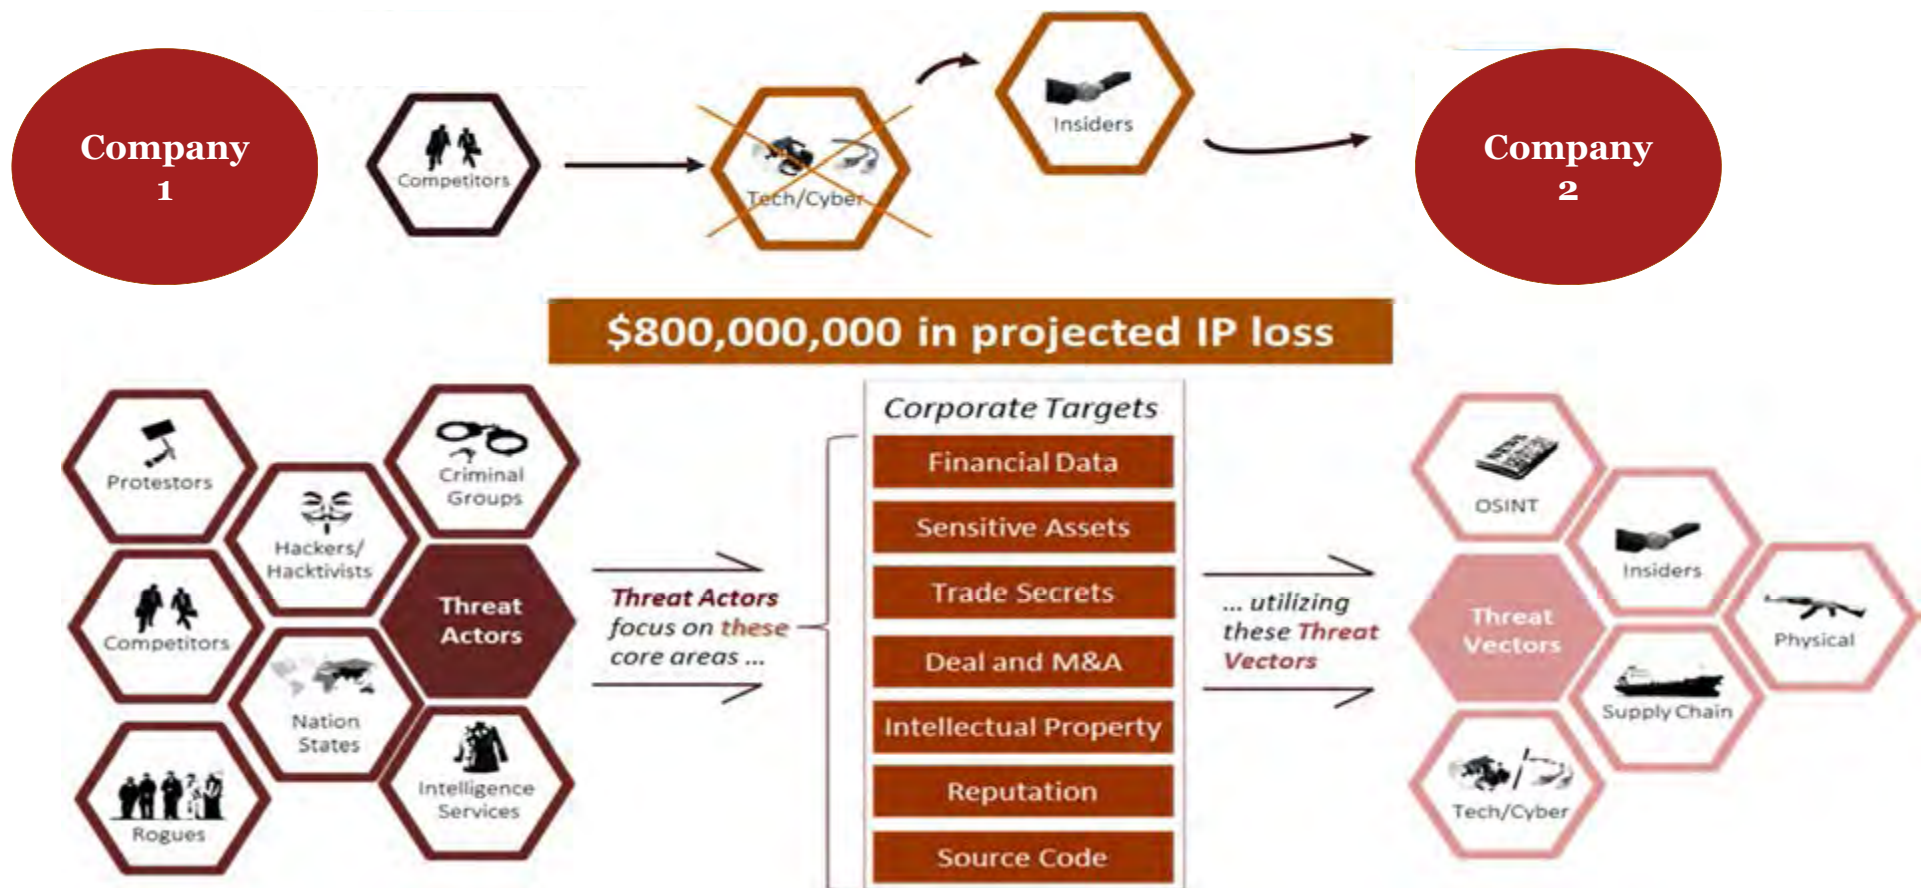 Company
1
Competitors
Tech/Cyber
Insiders
Company
2
$800,000,000 in projected IP loss
Protestors
Criminal
Groups
Hackers/
Hacktivists
Competitors
Threat
Actors
Nation
States
Rogues
Intelligence
Services
Threat Actors
focus on these
core areas ...
Corporate Targets
Financial Data
Sensitive Assets
Trade Secrets
Deal and M&A
Intellectual Property
Reputation
Source Code
... utilizing
these Threat
Vectors
OSINT
Insiders
Threat
Vectors
Physical
Supply Chain
Tech/Cyber